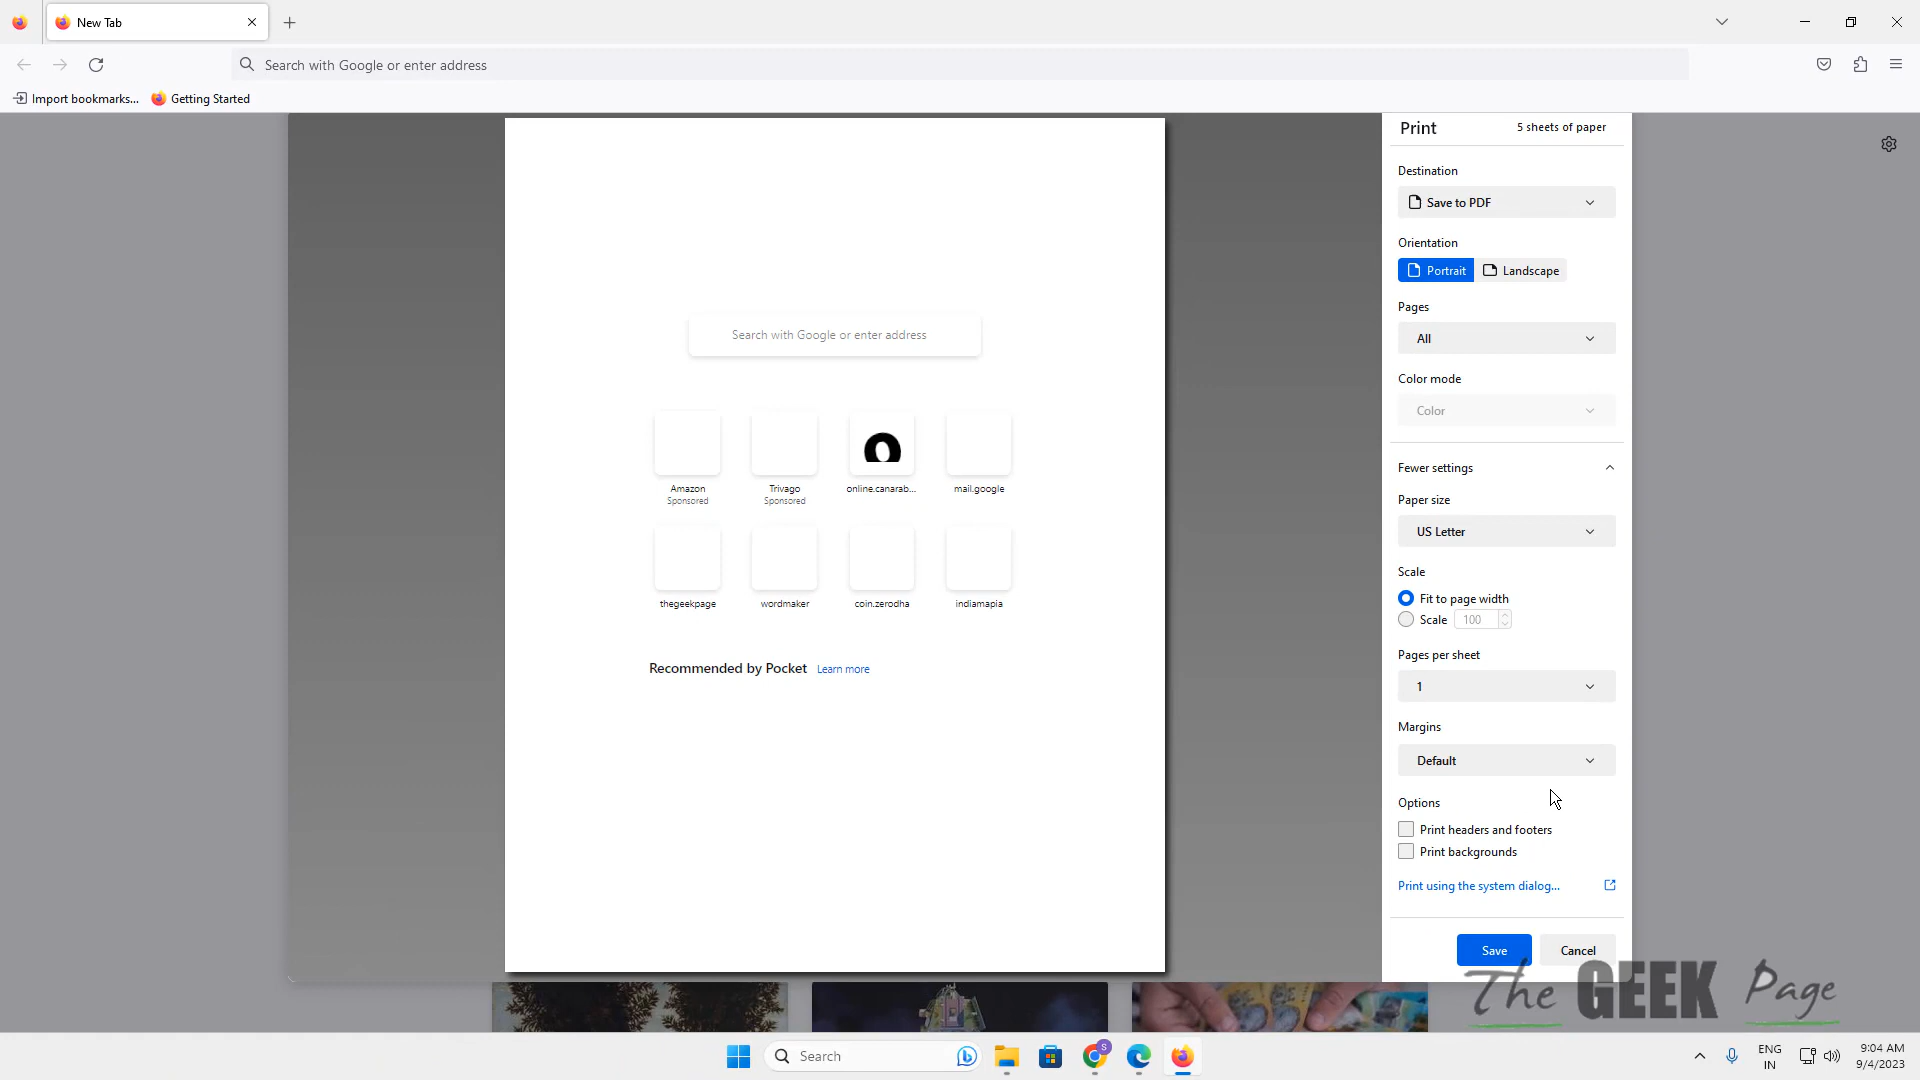 New Tab
Search with Google or enter address
Import bookmarks...
Getting Started
Print
5 sheets of paper
Destination
Save to PDF
Orientation
Portrait
Landscape
Pages
All
Color mode
Color
Fewer settings
Paper size
US Letter
Scale
Fit to page width
Scale
100
Pages per sheet
1
Margins
Default
Options
Print headers and footers
Print backgrounds
Print using the system dialog...
Save
Cancel
Search with Google or enter address
Amazon
Sponsored
Trivago
Sponsored
online.canarab...
mail.google
thegeekpage
wordmaker
coin.zerodha
indiamapia
Recommended by Pocket
Learn more
The GEEK Page
Search
S
ENG
IN
9:04 AM
9/4/2023